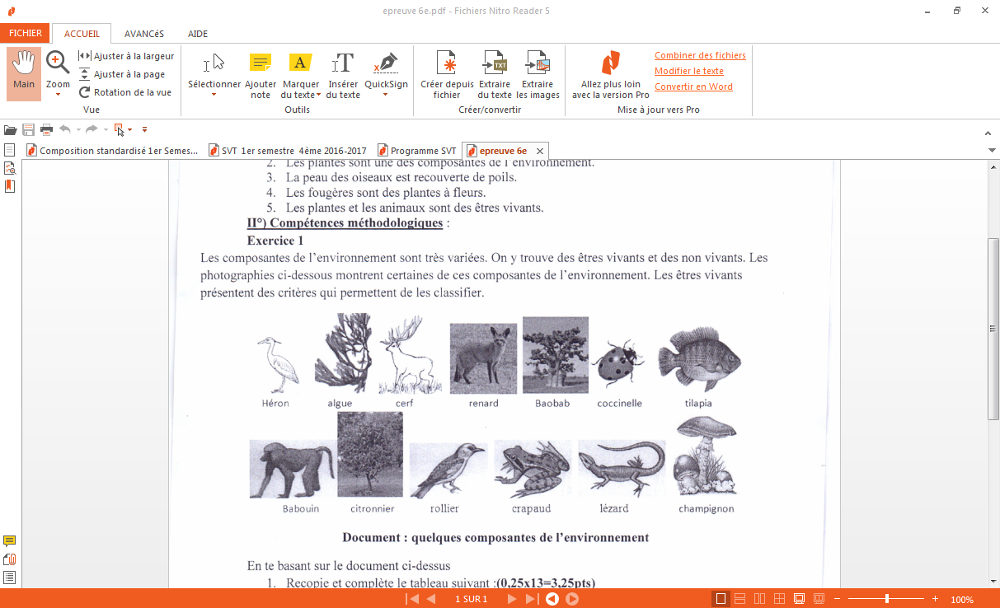 epreuve 6e.pdf - Fichiers Nitro Reader 5
FICHIER ACCUEIL AVANCéS AIDE
Main
Zoom
Ajuster à la largeur
Ajuster à la page
Rotation de la vue
Vue
Sélectionner
Ajouter note
Marquer du texte
Insérer du texte
QuickSign
Outils
Créer depuis fichier
Extraire du texte
TXT
Extraire les images
Créer/convertir
Allez plus loin avec la version Pro
Combiner des fichiers
Modifier le texte
Convertir en Word
Mise à jour vers Pro
Composition standardisé 1er Semes... SVT 1er semestre 4ème 2016-2017 Programme SVT epreuve 6e
2. Les plantes sont une des composantes de l'environnement.
3. La peau des oiseaux est recouverte de poils.
4. Les fougères sont des plantes à fleurs.
5. Les plantes et les animaux sont des êtres vivants.
II°) Compétences méthodologiques :
Exercice 1
Les composantes de l'environnement sont très variées. On y trouve des êtres vivants et des non vivants. Les
photographies ci-dessous montrent certaines de ces composantes de l'environnement. Les êtres vivants
présentent des critères qui permettent de les classifier.
Héron algue cerf renard Baobab coccinelle tilapia
Babouin citronnier rollier crapaud lézard champignon
Document : quelques composantes de l'environnement
En te basant sur le document ci-dessus
1. Recopie et complète le tableau suivant :(0,25x13=3,25pts)
1 SUR 1
100%